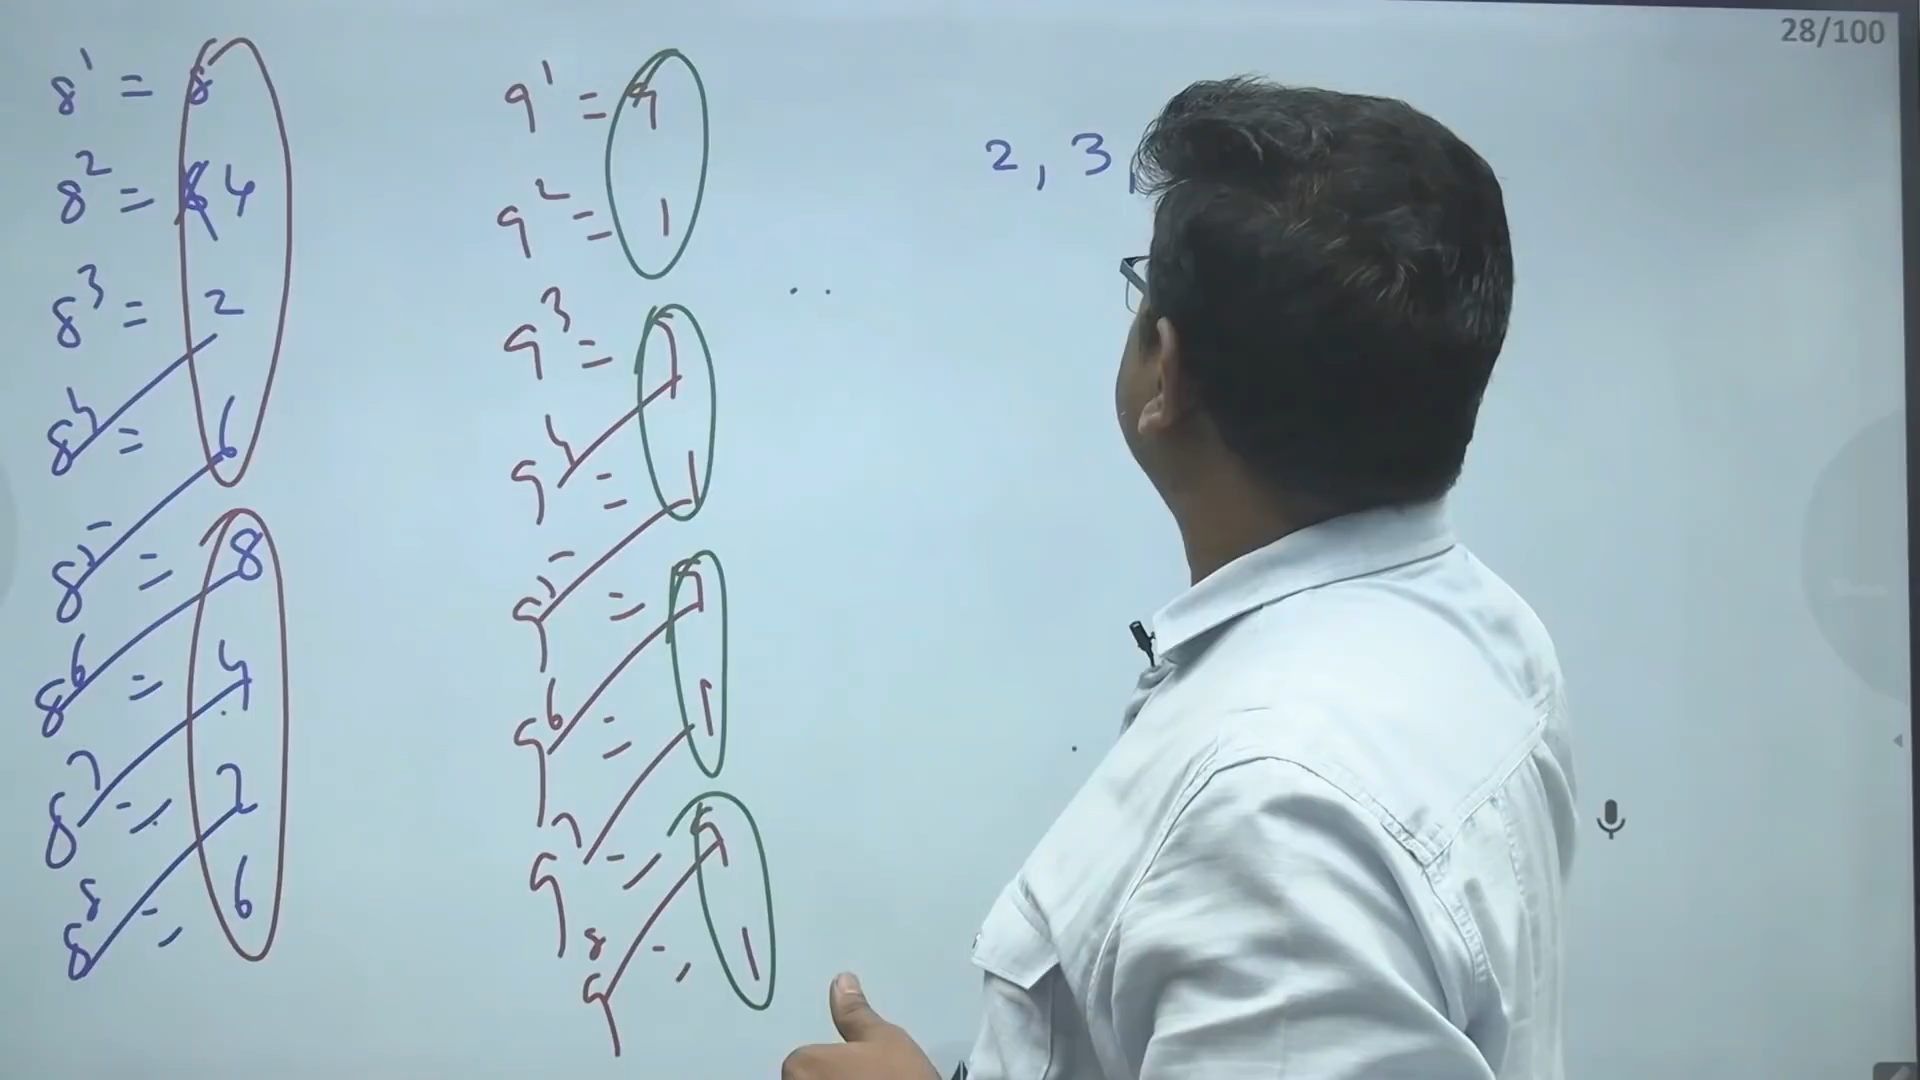 28/100
8¹ = 8
8² = 64
8³ = 2
8⁴ = 6
8⁵ = 8
8⁶ = 4
8⁷ = 2
8⁸ = 6
9¹ = 9
9² = 1
9³ = 9
9⁴ = 1
9⁵ = 9
9⁶ = 1
9⁷ = 9
9⁸ = 1
2, 3,